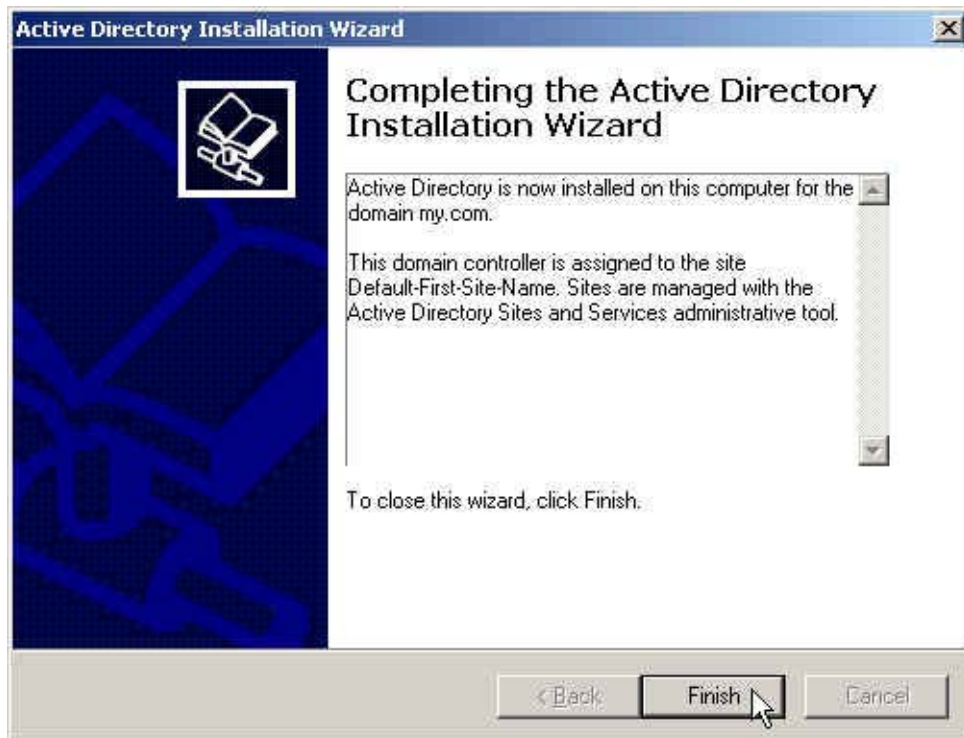 Active Directory Installation Wizard
Completing the Active Directory
Installation Wizard
Active Directory is now installed on this computer for the
domain my.com.
This domain controller is assigned to the site
Default-First-Site-Name. Sites are managed with the
Active Directory Sites and Services administrative tool.
To close this wizard, click Finish.
< Back
Finish
Cancel